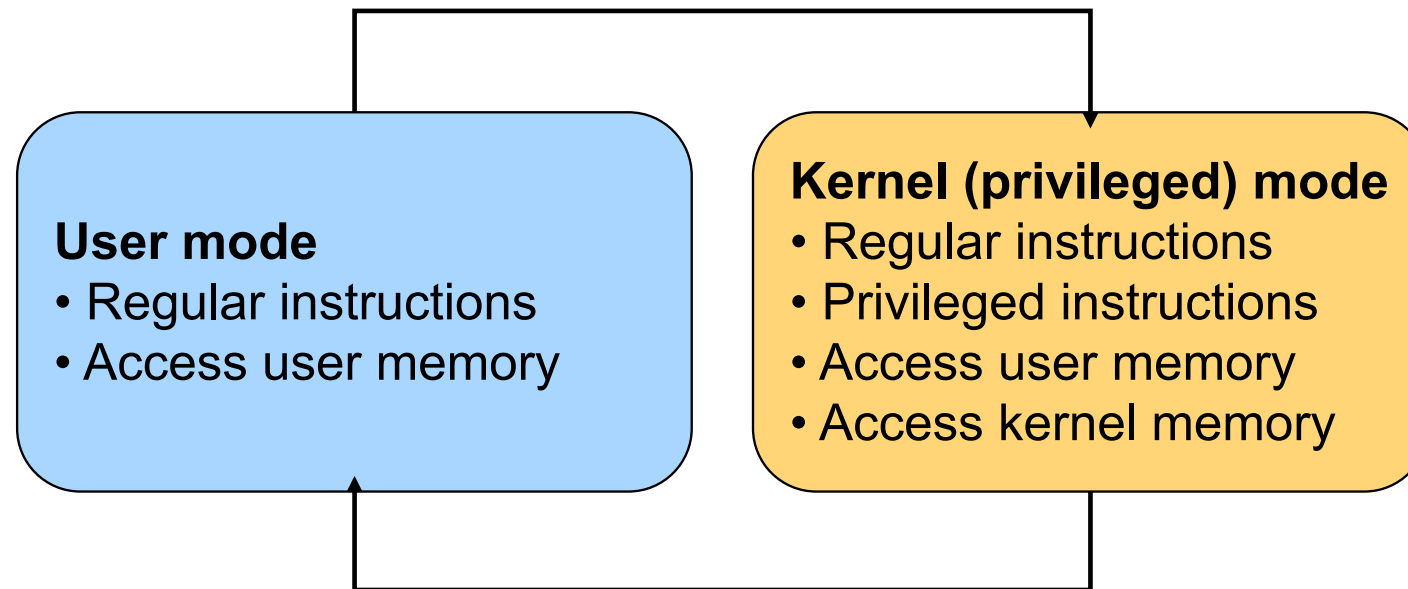 User mode
• Regular instructions
• Access user memory
Kernel (privileged) mode
• Regular instructions
• Privileged instructions
• Access user memory
• Access kernel memory